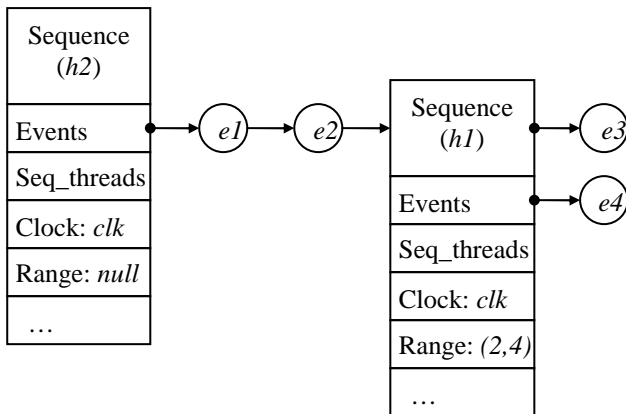 Sequence
(h2)
Events
Seq_threads
Clock: clk
Range: null
…
e1
e2
Sequence
(h1)
e3
Events
e4
Seq_threads
Clock: clk
Range: (2,4)
…